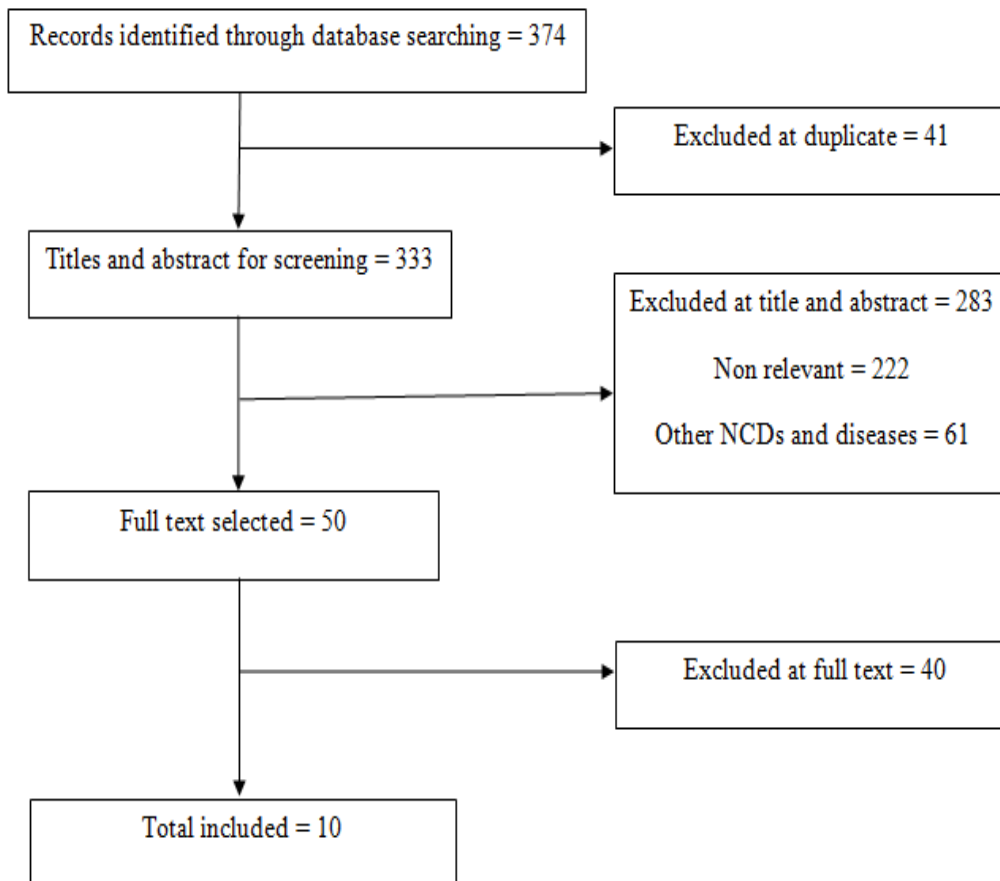 Records identified through database searching = 374
Excluded at duplicate = 41
Titles and abstract for screening = 333
Excluded at title and abstract = 283
Non relevant = 222
Other NCDs and diseases = 61
Full text selected = 50
Excluded at full text = 40
Total included = 10